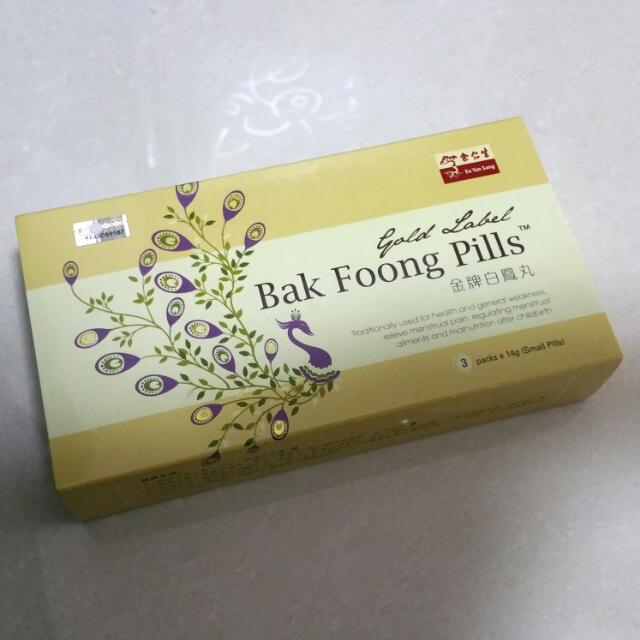 余仁生
Eu Yan Sang
Gold Label
Bak Foong Pills™
金牌白鳳丸
Traditionally used for health and general weakness,
relieve menstrual pain, regulating menstrual
ailments and malnutrition after childbirth
3 packs x 14g (Small Pills)